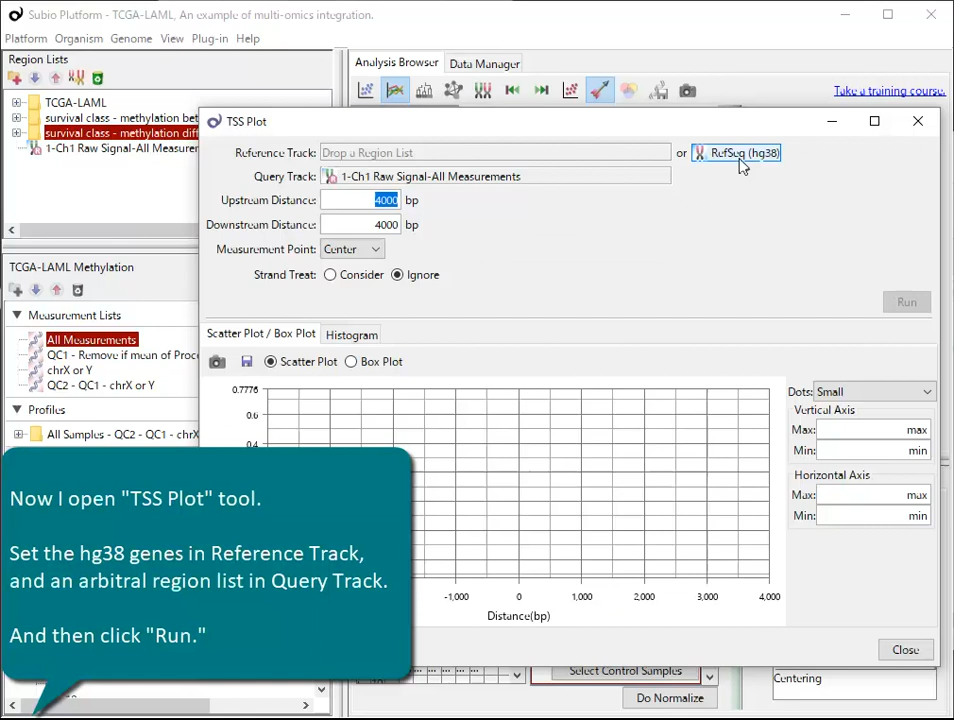 Subio Platform - TCGA-LAML, An example of multi-omics integration.
Platform Organism Genome View Plug-in Help
Region Lists
Analysis Browser Data Manager
Take a training course.
TCGA-LAML
survival class - methylation bet
survival class - methylation diff
1-Ch1 Raw Signal-All Measurer
TSS Plot
Reference Track: Drop a Region List or RefSeq (hg38)
Query Track: 1-Ch1 Raw Signal-All Measurements
Upstream Distance: 4000 bp
Downstream Distance: 4000 bp
Measurement Point: Center
Strand Treat: Consider Ignore
Run
TCGA-LAML Methylation
Measurement Lists
All Measurements
QC1 - Remove if mean of Proce
chrX or Y
QC2 - QC1 - chrX or Y
Profiles
All Samples - QC2 - QC1 - chrX
Scatter Plot / Box Plot Histogram
Scatter Plot Box Plot
0.7776
0.6
0.4
-1,000 0 1,000 2,000 3,000 4,000
Distance(bp)
Dots: Small
Vertical Axis
Max: max
Min: min
Horizontal Axis
Max: max
Min: min
Close
Now I open "TSS Plot" tool.
Set the hg38 genes in Reference Track,
and an arbitral region list in Query Track.
And then click "Run."
Select Control Samples
Do Normalize
Centering